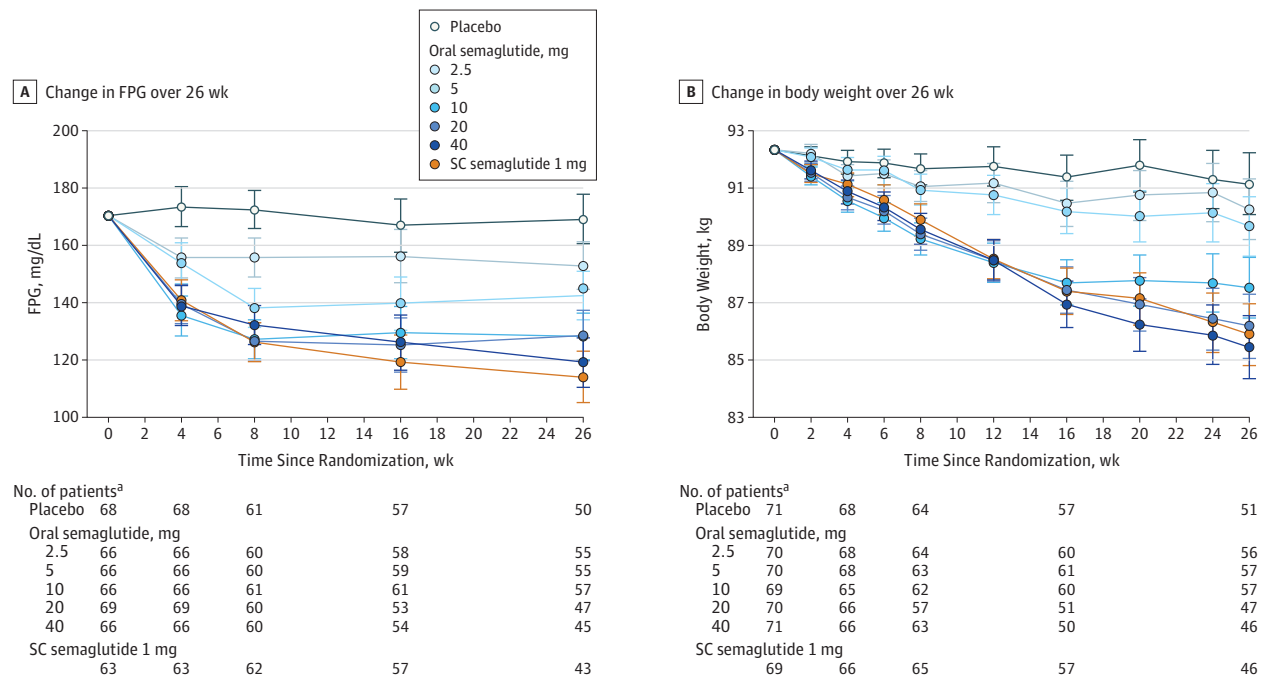 Placebo
Oral semaglutide, mg
2.5
5
10
20
40
SC semaglutide 1 mg
A Change in FPG over 26 wk
200
180
160
140
120
100
FPG, mg/dL
0 2 4 6 8 10 12 14 16 18 20 22 24 26
Time Since Randomization, wk
No. of patientsa
Placebo 68 68 61 57 50
Oral semaglutide, mg
2.5 66 66 60 58 55
5 66 66 60 59 55
10 66 66 61 61 57
20 69 69 60 53 47
40 66 66 60 54 45
SC semaglutide 1 mg
63 63 62 57 43
B Change in body weight over 26 wk
93
91
89
87
85
83
Body Weight, kg
0 2 4 6 8 10 12 14 16 18 20 22 24 26
Time Since Randomization, wk
No. of patientsa
Placebo 71 68 64 57 51
Oral semaglutide, mg
2.5 70 68 64 60 56
5 70 68 63 61 57
10 69 65 62 60 57
20 70 66 57 51 47
40 71 66 63 50 46
SC semaglutide 1 mg
69 66 65 57 46